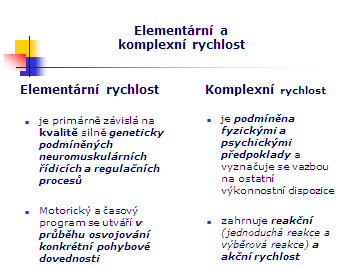 Elementární a
komplexní rychlost
Elementární rychlost
je primárně závislá na
kvalitě silně geneticky
podmíněných
neuromuskulárních
řídících a regulačních
procesů
Motorický a časový
program se utváří v
průběhu osvojování
konkrétní pohybové
dovednosti
Komplexní rychlost
je podmíněna
fyzickými a
psychickými
předpoklady a
vyznačuje se vazbou
na ostatní
výkonnostní dispozice
zahrnuje reakční
(jednoduchá reakce a
výběrová reakce) a
akční rychlost